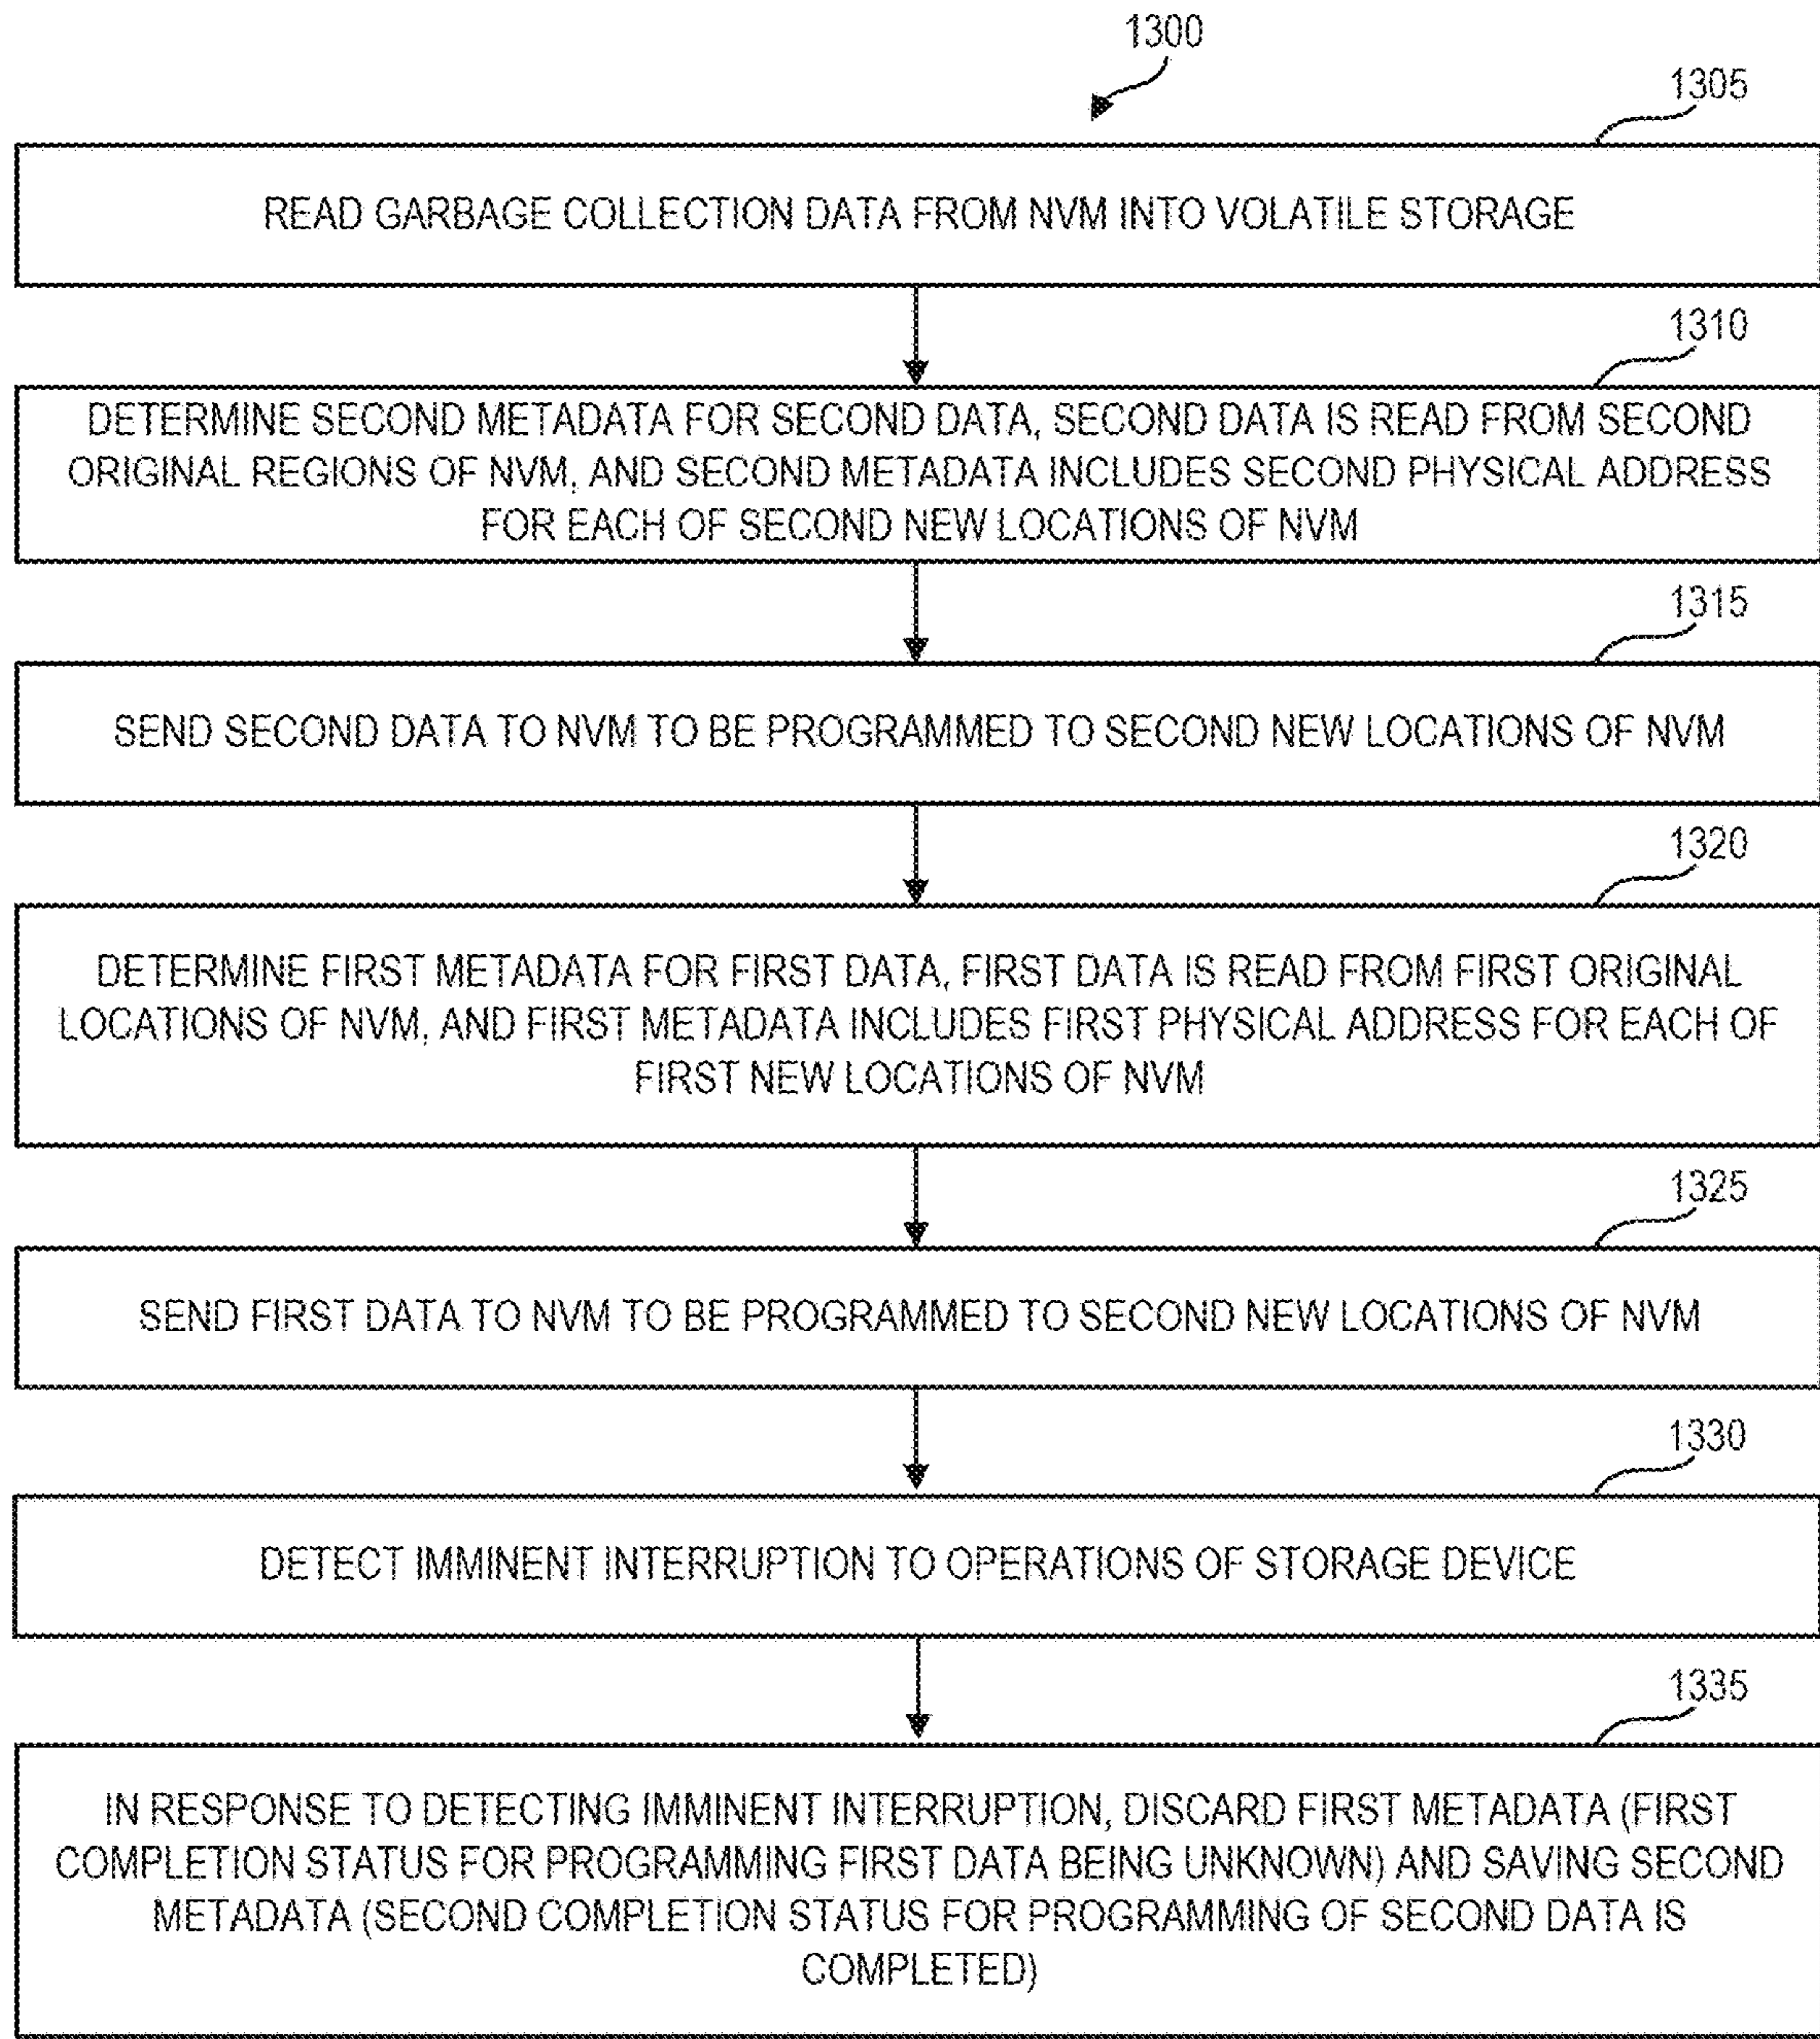 1300
1305
READ GARBAGE COLLECTION DATA FROM NVM INTO VOLATILE STORAGE
1310
DETERMINE SECOND METADATA FOR SECOND DATA, SECOND DATA IS READ FROM SECOND
ORIGINAL REGIONS OF NVM, AND SECOND METADATA INCLUDES SECOND PHYSICAL ADDRESS
FOR EACH OF SECOND NEW LOCATIONS OF NVM
1315
SEND SECOND DATA TO NVM TO BE PROGRAMMED TO SECOND NEW LOCATIONS OF NVM
1320
DETERMINE FIRST METADATA FOR FIRST DATA, FIRST DATA IS READ FROM FIRST ORIGINAL
LOCATIONS OF NVM, AND FIRST METADATA INCLUDES FIRST PHYSICAL ADDRESS FOR EACH OF
FIRST NEW LOCATIONS OF NVM
1325
SEND FIRST DATA TO NVM TO BE PROGRAMMED TO SECOND NEW LOCATIONS OF NVM
1330
DETECT IMMINENT INTERRUPTION TO OPERATIONS OF STORAGE DEVICE
1335
IN RESPONSE TO DETECTING IMMINENT INTERRUPTION, DISCARD FIRST METADATA (FIRST
COMPLETION STATUS FOR PROGRAMMING FIRST DATA BEING UNKNOWN) AND SAVING SECOND
METADATA (SECOND COMPLETION STATUS FOR PROGRAMMING OF SECOND DATA IS
COMPLETED)